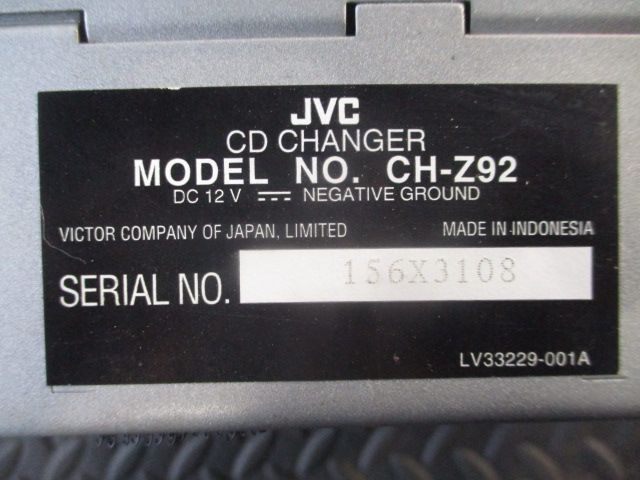 JVC
CD CHANGER
MODEL NO. CH-Z92
DC 12 V ⎓ NEGATIVE GROUND
VICTOR COMPANY OF JAPAN, LIMITED MADE IN INDONESIA
SERIAL NO. 156X3108
LV33229-001A